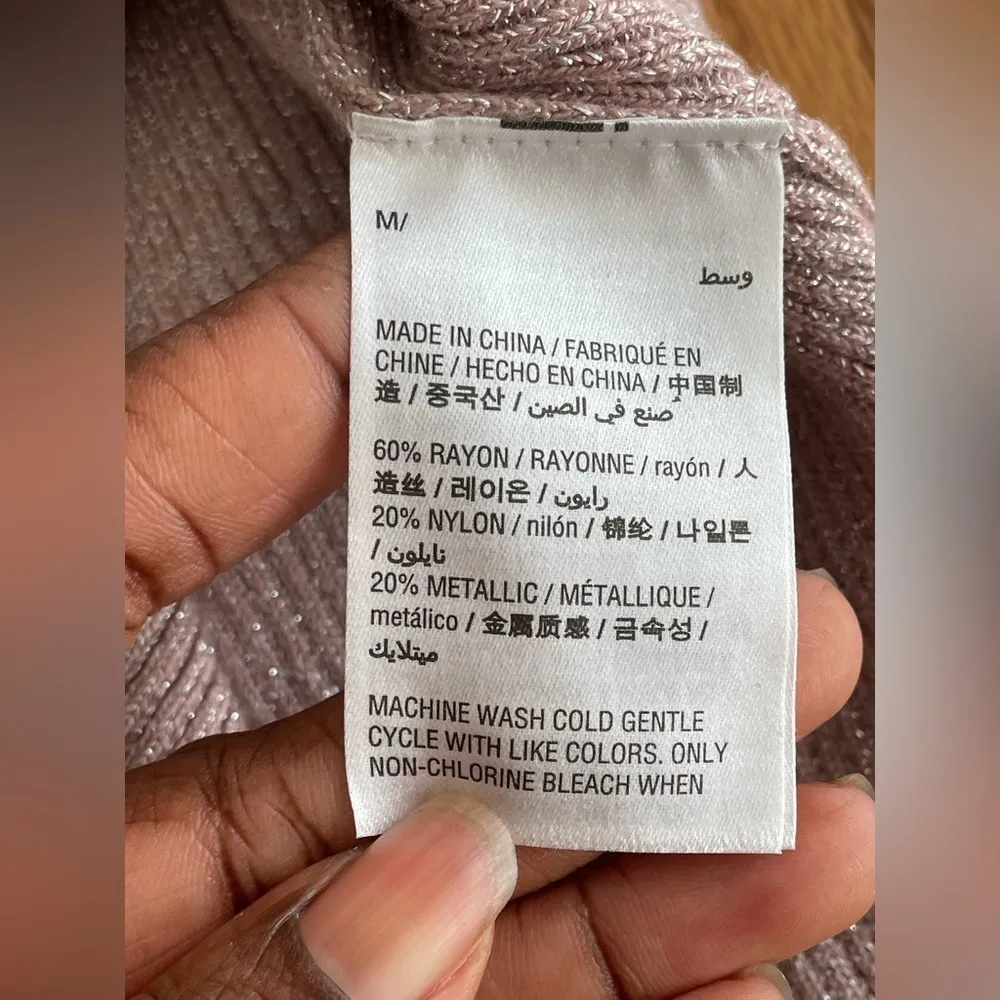 M/
وسط
MADE IN CHINA / FABRIQUÉ EN
CHINE / HECHO EN CHINA / 中国制
造 / 중국산 / صنع في الصين
60% RAYON / RAYONNE / rayón / 人
造丝 / 레이온 / رايون
20% NYLON / nilón / 锦纶 / 나일론
/ نايلون
20% METALLIC / MÉTALLIQUE /
metálico / 金属质感 / 금속성 /
ميتلايك
MACHINE WASH COLD GENTLE
CYCLE WITH LIKE COLORS. ONLY
NON-CHLORINE BLEACH WHEN